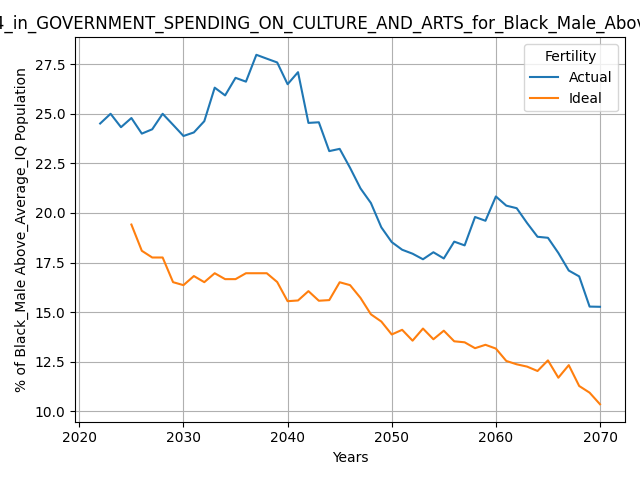 4_in_GOVERNMENT_SPENDING_ON_CULTURE_AND_ARTS_for_Black_Male_Abov
Fertility
Actual
Ideal
% of Black_Male Above_Average_IQ Population
27.5
25.0
22.5
20.0
17.5
15.0
12.5
10.0
2020 2030 2040 2050 2060 2070
Years